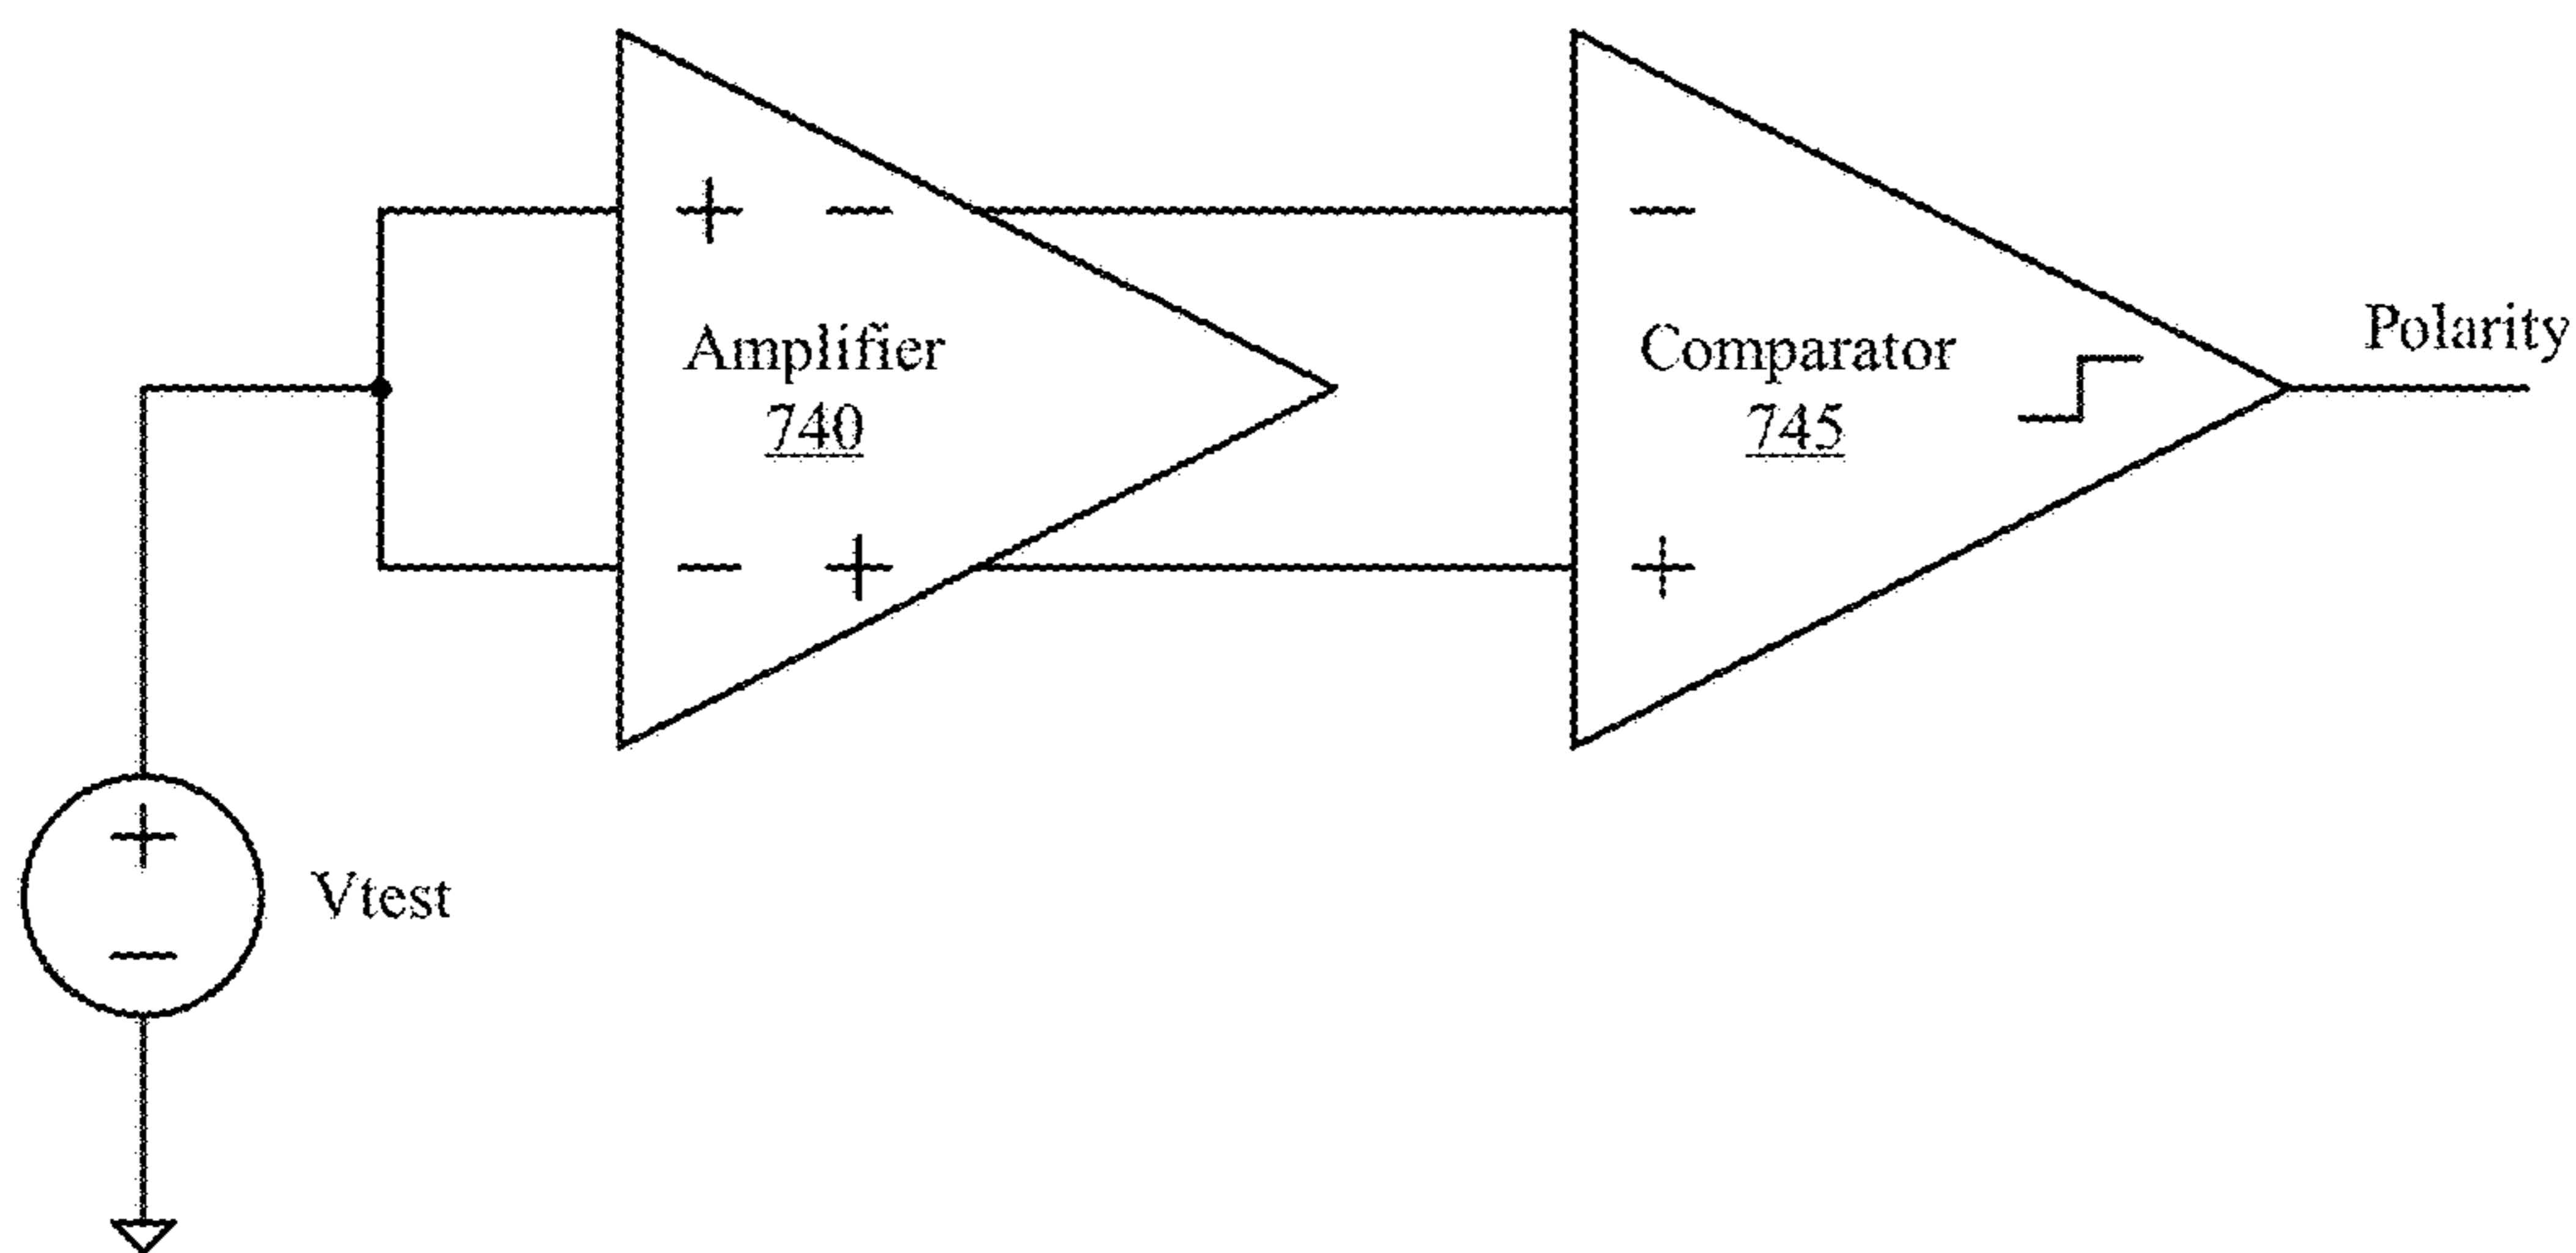 + −
−
Amplifier
740
Comparator
745
Polarity
− +
+
+
Vtest
−